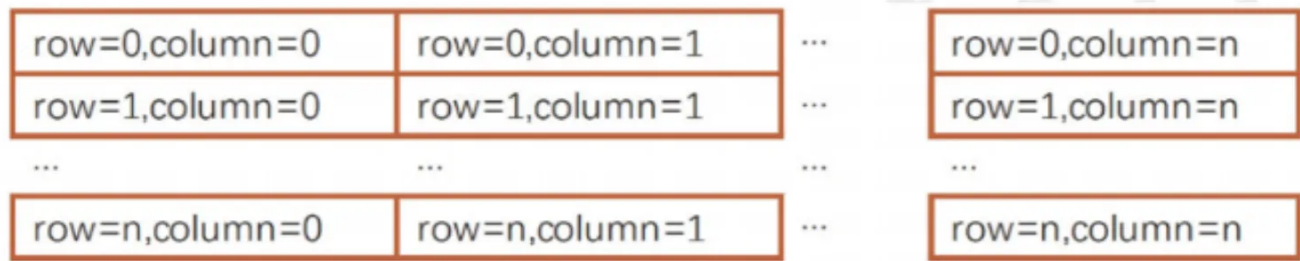 row=0,column=0 row=0,column=1 ... row=0,column=n
row=1,column=0 row=1,column=1 ... row=1,column=n
... ... ... ...
row=n,column=0 row=n,column=1 ... row=n,column=n